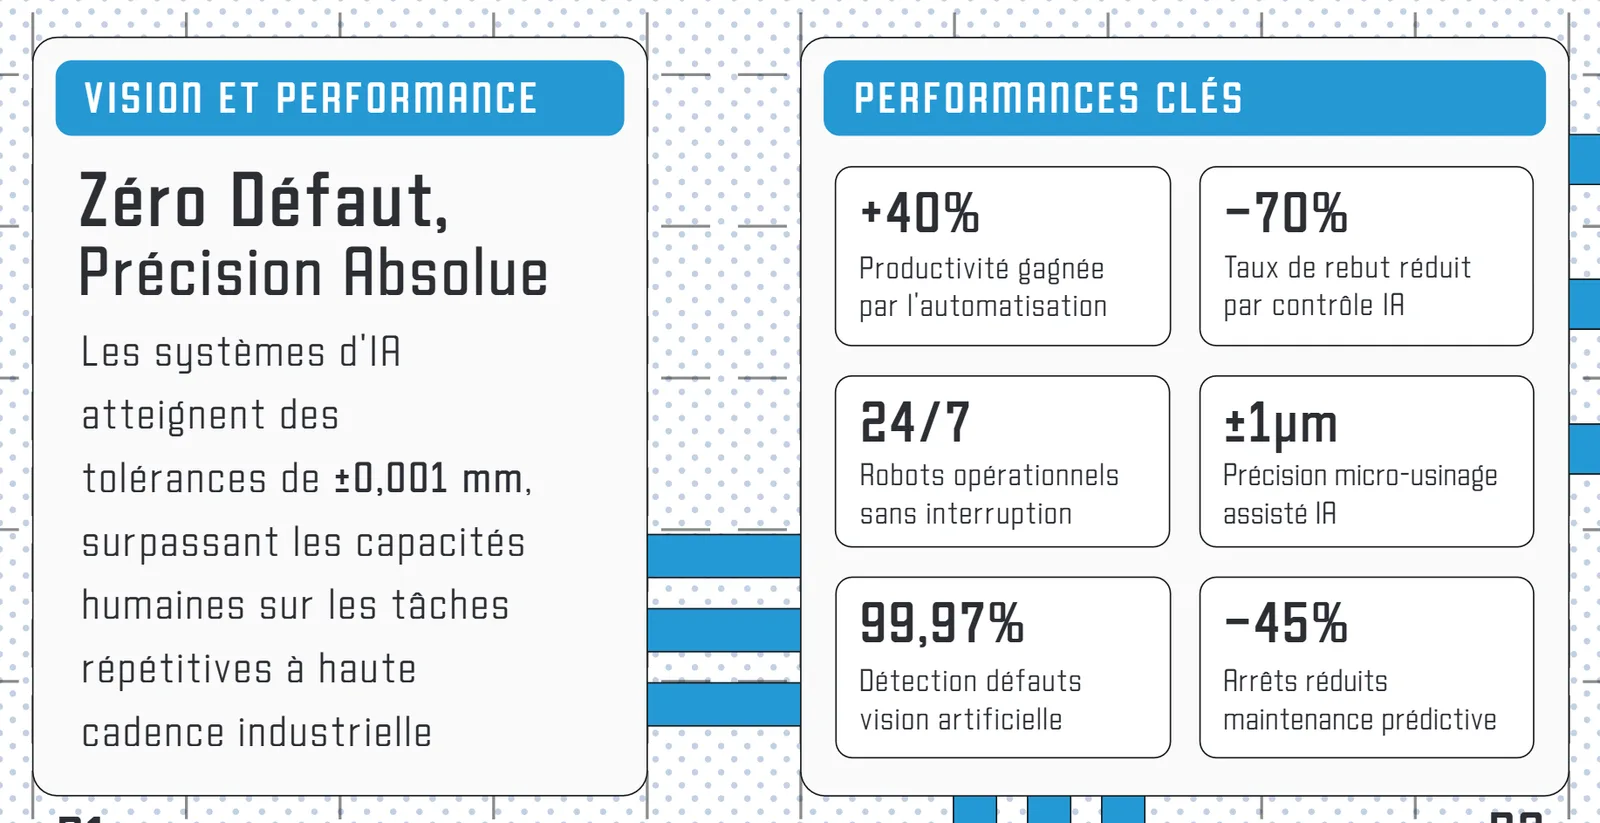 VISION ET PERFORMANCE
Zéro Défaut,
Précision Absolue
Les systèmes d'IA
atteignent des
tolérances de ±0,001 mm,
surpassant les capacités
humaines sur les tâches
répétitives à haute
cadence industrielle
PERFORMANCES CLÉS
+40%
Productivité gagnée
par l'automatisation
−70%
Taux de rebut réduit
par contrôle IA
24/7
Robots opérationnels
sans interruption
±1µm
Précision micro-usinage
assisté IA
99,97%
Détection défauts
vision artificielle
−45%
Arrêts réduits
maintenance prédictive